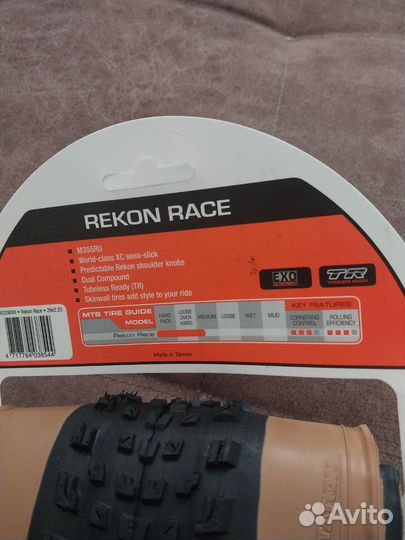 REKON RACE
M355RU
World-class XC semi-slick
Predictable Rekon shoulder knobs
Dual Compound
Tubeless Ready (TR)
Skinwall tires add style to your ride
EXO
TR
TUBELESS READY
Rekon Race • 29x2.35
4 717784 038544
KEY FEATURES
MTB TIRE GUIDE
MODEL
HARD PACK
LOOSE OVER HARD
MEDIUM
LOOSE
WET
MUD
CORNERING CONTROL
ROLLING EFFICIENCY
Rekon Race
Made in Taiwan
Avito